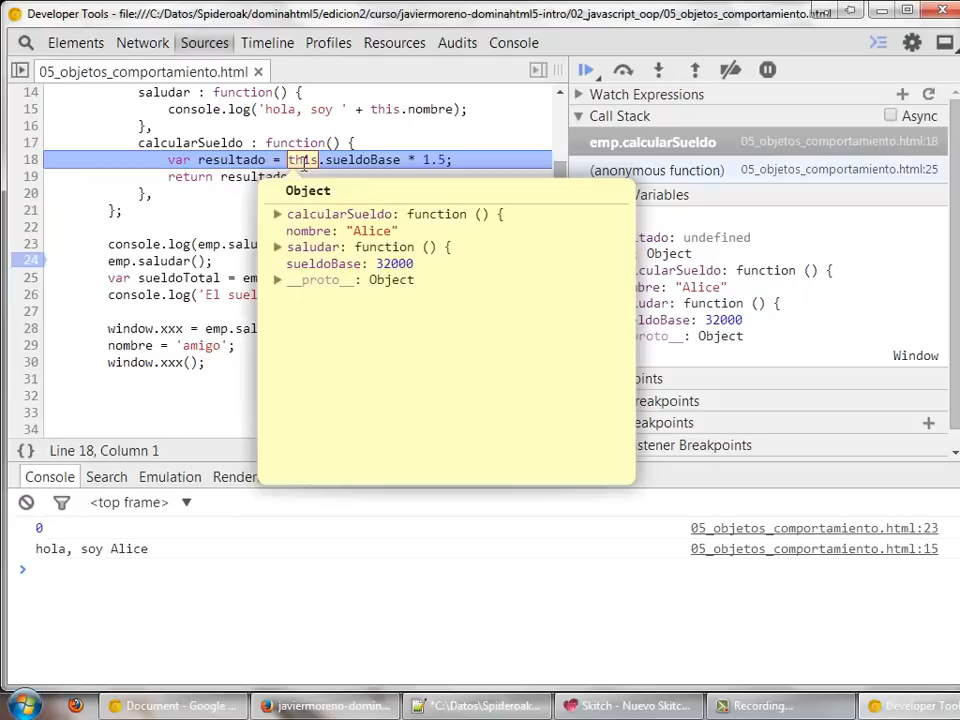 Developer Tools - file:///C:/Datos/Spideroak/dominahtml5/edicion2/curso/javiermoreno-dominahtml5-intro/02_javascript_oop/05_objetos_comportamiento.html
Elements Network Timeline Profiles Resources Audits Console
Sources
05_objetos_comportamiento.html ×
14 saludar : function() {
15 console.log('hola, soy ' + this.nombre);
16 },
17 calcularSueldo : function() {
18 var resultado = this.sueldoBase * 1.5;
19 return resultado
20 },
21 };
22
23 console.log(emp.salu
24 emp.saludar();
25 var sueldoTotal = em
26 console.log('El suel
27
28 window.xxx = emp.sal
29 nombre = 'amigo';
30 window.xxx();
31
32
33
34
Object
calcularSueldo: function () {
nombre: "Alice"
saludar: function () {
sueldoBase: 32000
__proto__: Object
Watch Expressions
Call Stack Async
emp.calcularSueldo 05_objetos_comportamiento.html:18
(anonymous function) 05_objetos_comportamiento.html:25
Variables
tado: undefined
: Object
lcularSueldo: function () {
mbre: "Alice"
ludar: function () {
eldoBase: 32000
proto__: Object
Window
oints
reakpoints
eakpoints
istener Breakpoints
{} Line 18, Column 1
Console Search Emulation Render
<top frame> ▼
0 05_objetos_comportamiento.html:23
hola, soy Alice 05_objetos_comportamiento.html:15
>
Document - Google ... javiermoreno-domin... *C:\Datos\Spideroak... Skitch - Nuevo Skitc... Recording... Developer Tools